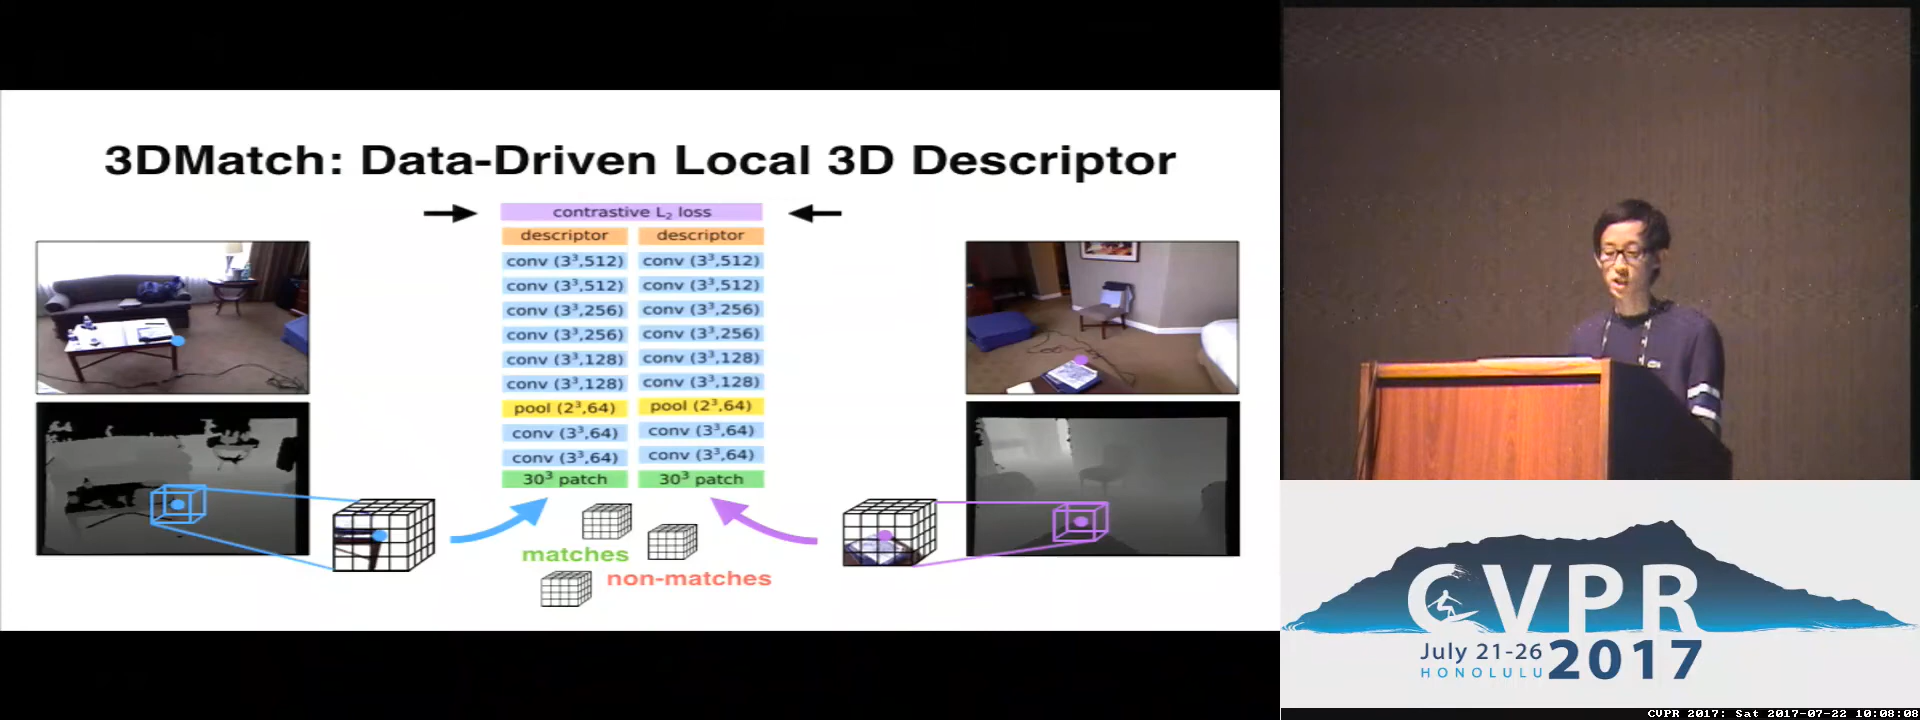 3DMatch: Data-Driven Local 3D Descriptor
contrastive L₂ loss
descriptor descriptor
conv (3³,512) conv (3³,512)
conv (3³,512) conv (3³,512)
conv (3³,256) conv (3³,256)
conv (3³,256) conv (3³,256)
conv (3³,128) conv (3³,128)
conv (3³,128) conv (3³,128)
pool (2³,64) pool (2³,64)
conv (3³,64) conv (3³,64)
conv (3³,64) conv (3³,64)
30³ patch 30³ patch
matches
non-matches
CVPR
July 21-26
HONOLULU
2017
CVPR 2017: Sat 2017-07-22 10:08:08